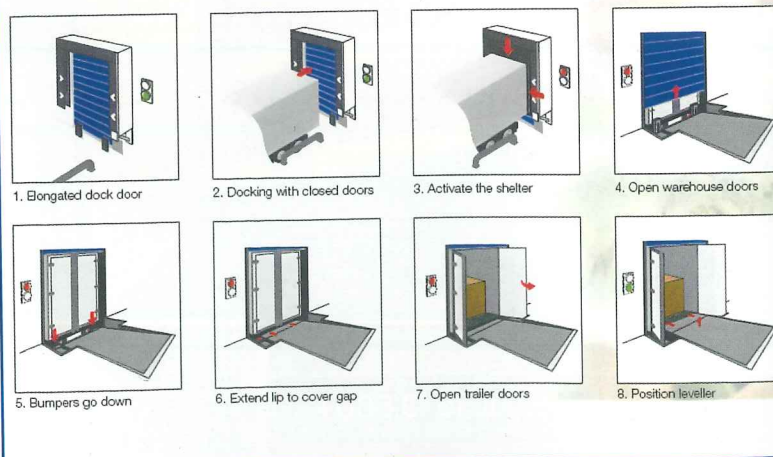 1. Elongated dock door
2. Docking with closed doors
3. Activate the shelter
4. Open warehouse doors
5. Bumpers go down
6. Extend lip to cover gap
7. Open trailer doors
8. Position leveller